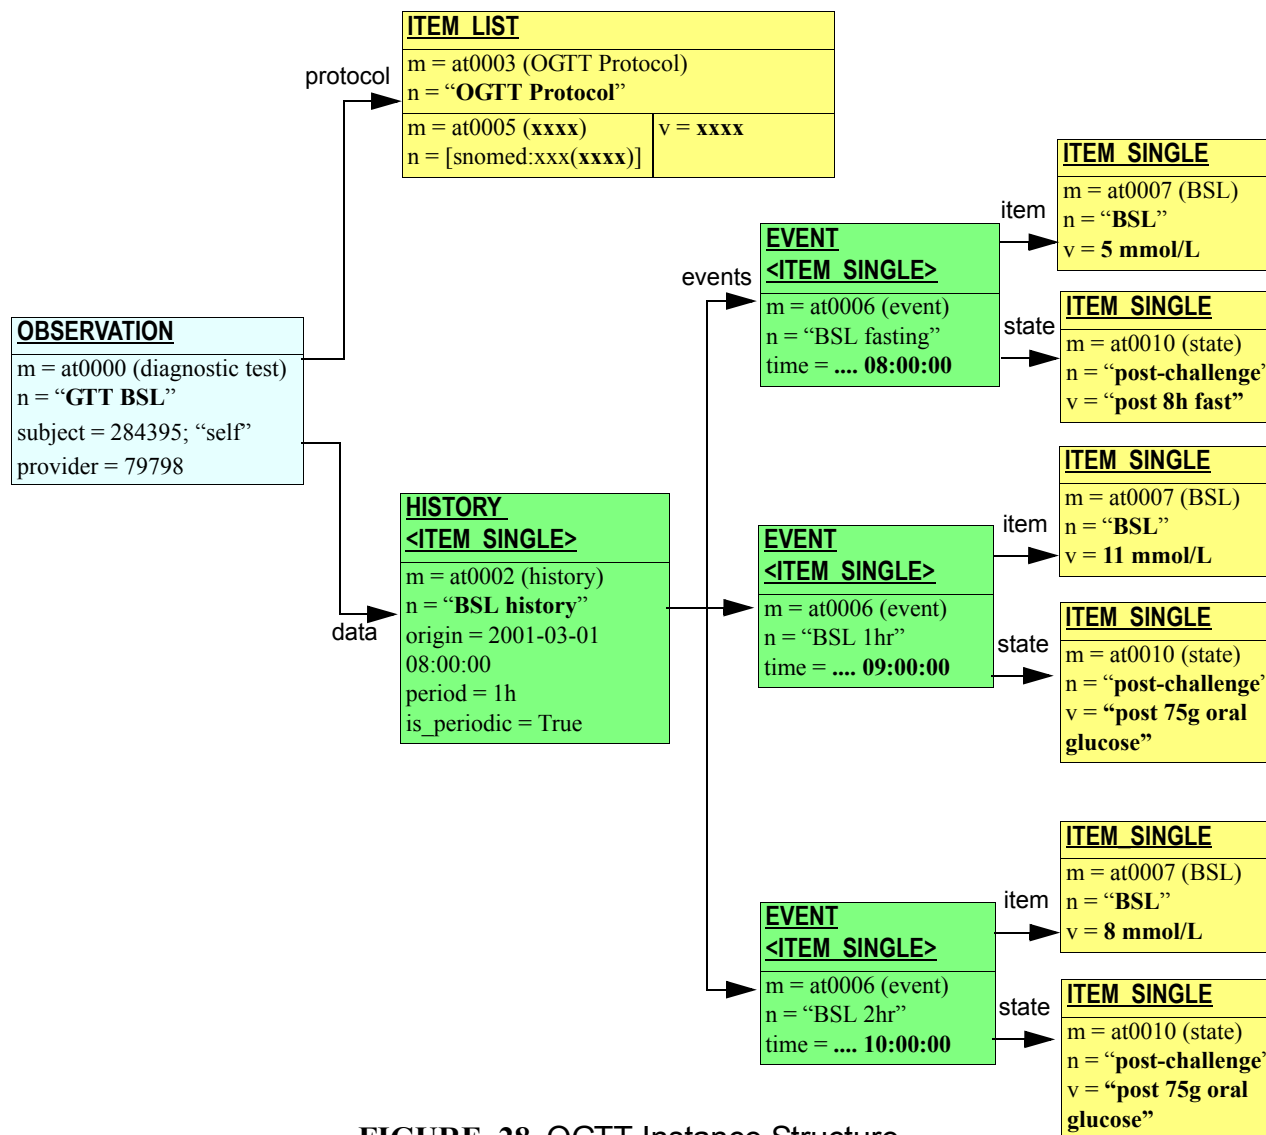 ITEM_LIST
m = at0003 (OGTT Protocol)
n = “OGTT Protocol”
m = at0005 (xxxx)
n = [snomed:xxx(xxxx)]
v = xxxx
protocol
OBSERVATION
m = at0000 (diagnostic test)
n = “GTT BSL”
subject = 284395; “self”
provider = 79798
data
HISTORY
<ITEM_SINGLE>
m = at0002 (history)
n = “BSL history”
origin = 2001-03-01
08:00:00
period = 1h
is_periodic = True
events
EVENT
<ITEM_SINGLE>
m = at0006 (event)
n = “BSL fasting”
time = .... 08:00:00
item
ITEM_SINGLE
m = at0007 (BSL)
n = “BSL”
v = 5 mmol/L
state
ITEM_SINGLE
m = at0010 (state)
n = “post-challenge”
v = “post 8h fast”
EVENT
<ITEM_SINGLE>
m = at0006 (event)
n = “BSL 1hr”
time = .... 09:00:00
item
ITEM_SINGLE
m = at0007 (BSL)
n = “BSL”
v = 11 mmol/L
state
ITEM_SINGLE
m = at0010 (state)
n = “post-challenge”
v = “post 75g oral
glucose”
EVENT
<ITEM_SINGLE>
m = at0006 (event)
n = “BSL 2hr”
time = .... 10:00:00
item
ITEM_SINGLE
m = at0007 (BSL)
n = “BSL”
v = 8 mmol/L
state
ITEM_SINGLE
m = at0010 (state)
n = “post-challenge”
v = “post 75g oral
glucose”
FIGURE 28 OGTT Instance Structure